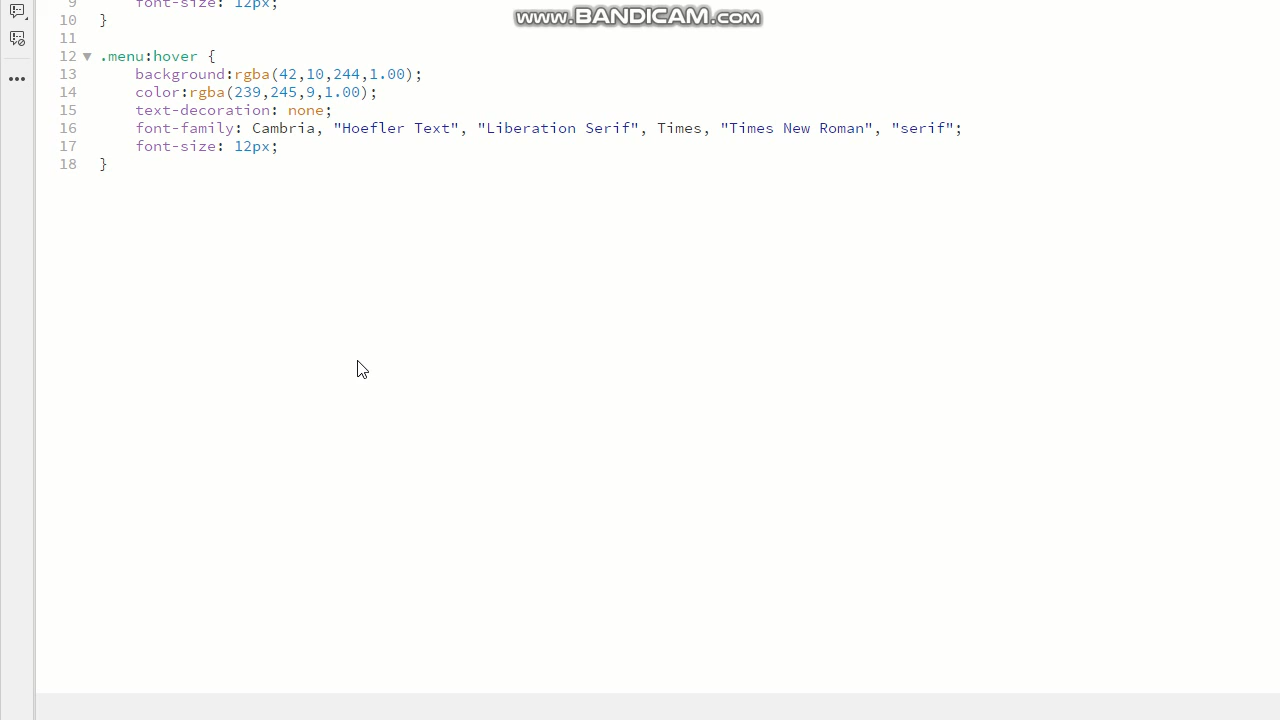 www.BANDICAM.com
9 font-size: 12px;
10 }
11
12 .menu:hover {
13 background:rgba(42,10,244,1.00);
14 color:rgba(239,245,9,1.00);
15 text-decoration: none;
16 font-family: Cambria, "Hoefler Text", "Liberation Serif", Times, "Times New Roman", "serif";
17 font-size: 12px;
18 }